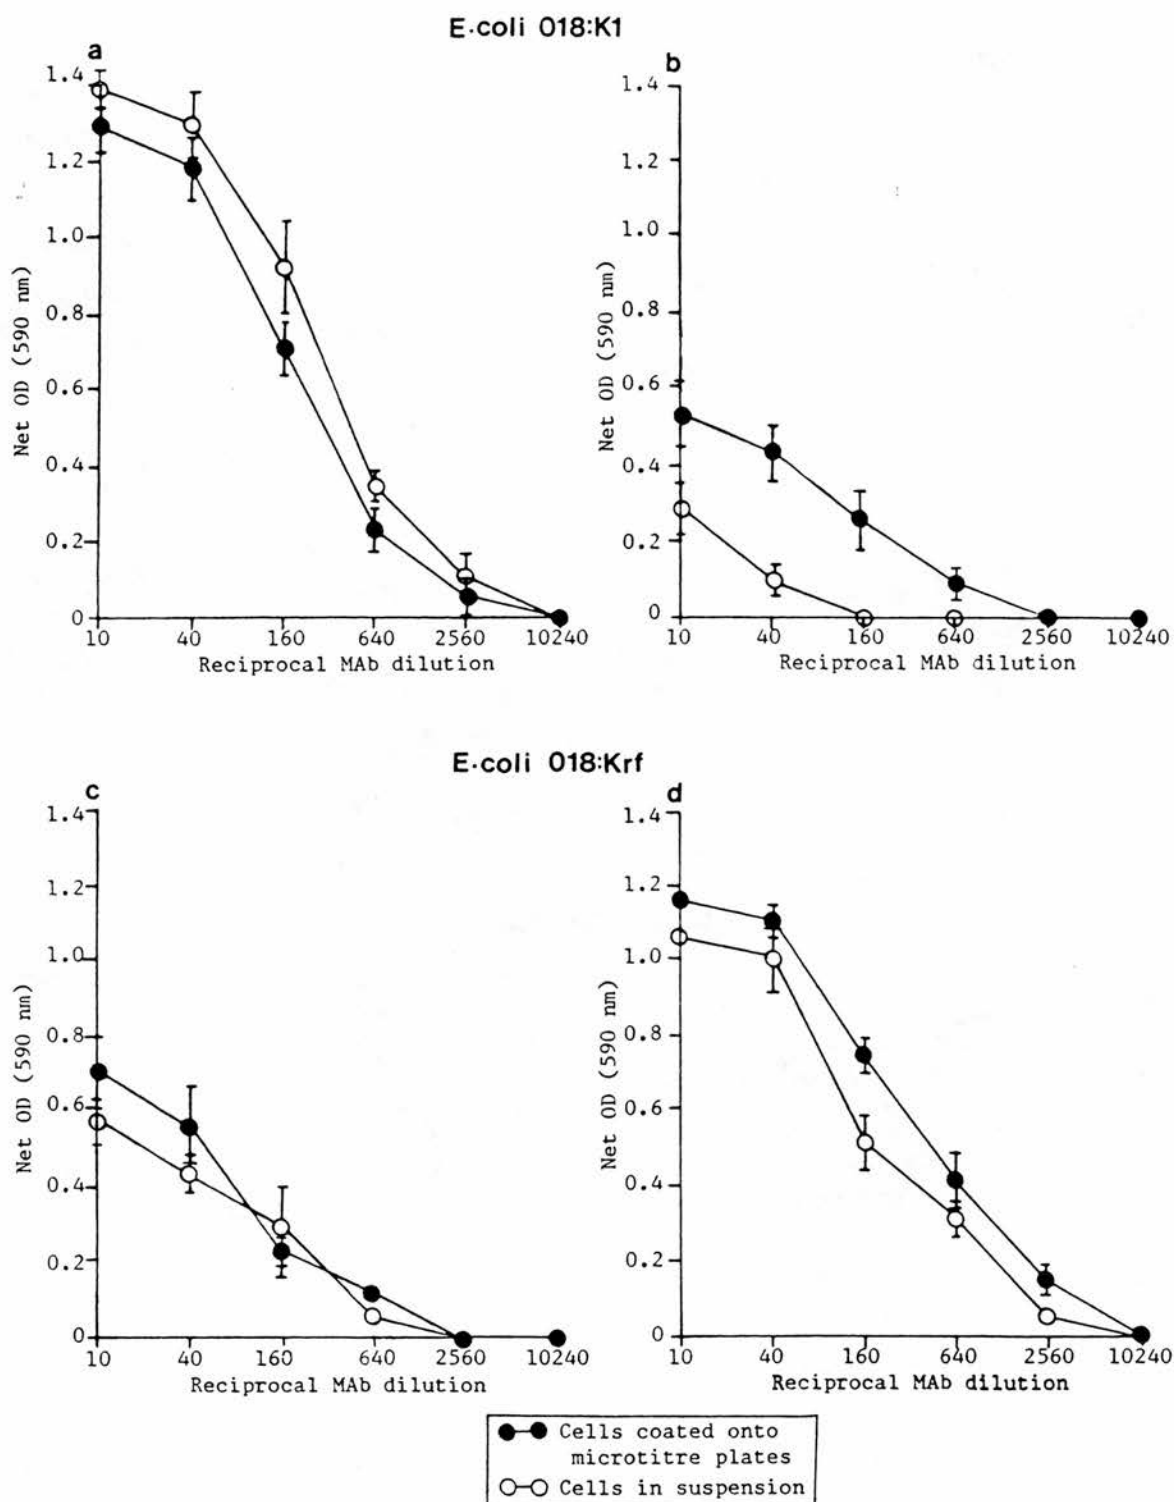 E.coli 018:K1
a
1.4
1.2
1.0
0.8
0.6
0.4
0.2
0
Net OD (590 nm)
10 40 160 640 2560 10240
Reciprocal MAb dilution
b
1.4
1.2
1.0
0.8
0.6
0.4
0.2
0
Net OD (590 nm)
10 40 160 640 2560 10240
Reciprocal MAb dilution
E.coli 018:Krf
c
1.4
1.2
1.0
0.8
0.6
0.4
0.2
0
Net OD (590 nm)
10 40 160 640 2560 10240
Reciprocal MAb dilution
d
1.4
1.2
1.0
0.8
0.6
0.4
0.2
0
Net OD (590 nm)
10 40 160 640 2560 10240
Reciprocal MAb dilution
Cells coated onto
microtitre plates
Cells in suspension